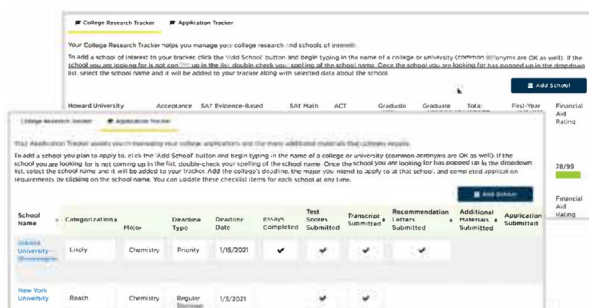 College Research Tracker
Application Tracker
Your College Research Tracker helps you manage your college research and schools of
To add a school of interest to your tracker, click the 'Add School' button and begin typing in the name of a college or university (common acronyms are OK as well). If the
school you are looking for is not up in the list, double-check your spelling of the school name. Once the school you are looking for has popped up in the dropdown
list, select the school name and it will be added to your tracker along with selected data about the school.
Add School
Howard University Acceptance SAT Evidence-Based SAT Math ACT Graduate Graduate Total First-Year Financial
Aid
Rating
78/99
Financial
Aid
Rating
College Research Tracker
Application Tracker
Your Application Tracker assists you in managing your college applications and the many additional materials that colleges require.
To add a school you plan to apply to, click the 'Add School' button and begin typing in the name of a college or university (common acronyms are OK as well). If the
school you are looking for is not coming up in the list, double-check your spelling of the school name. Once the school you are looking for has popped up in the dropdown
list, select the school name and it will be added to your tracker. Add the college's deadline, the major you intend to apply to at that school, and completed application
requirements by clicking on the school name. You can update these checklist items for each school at any time.
Add School
School Name
Categorization
Major
Deadline Type
Deadline Date
Essays Completed
Test Scores Submitted
Transcript Submitted
Recommendation Letters Submitted
Additional Materials Submitted
Application Submitted
Indiana University -
Likely Chemistry Priority 1/15/2021
New York University
Reach Chemistry Regular Decision 1/5/2021